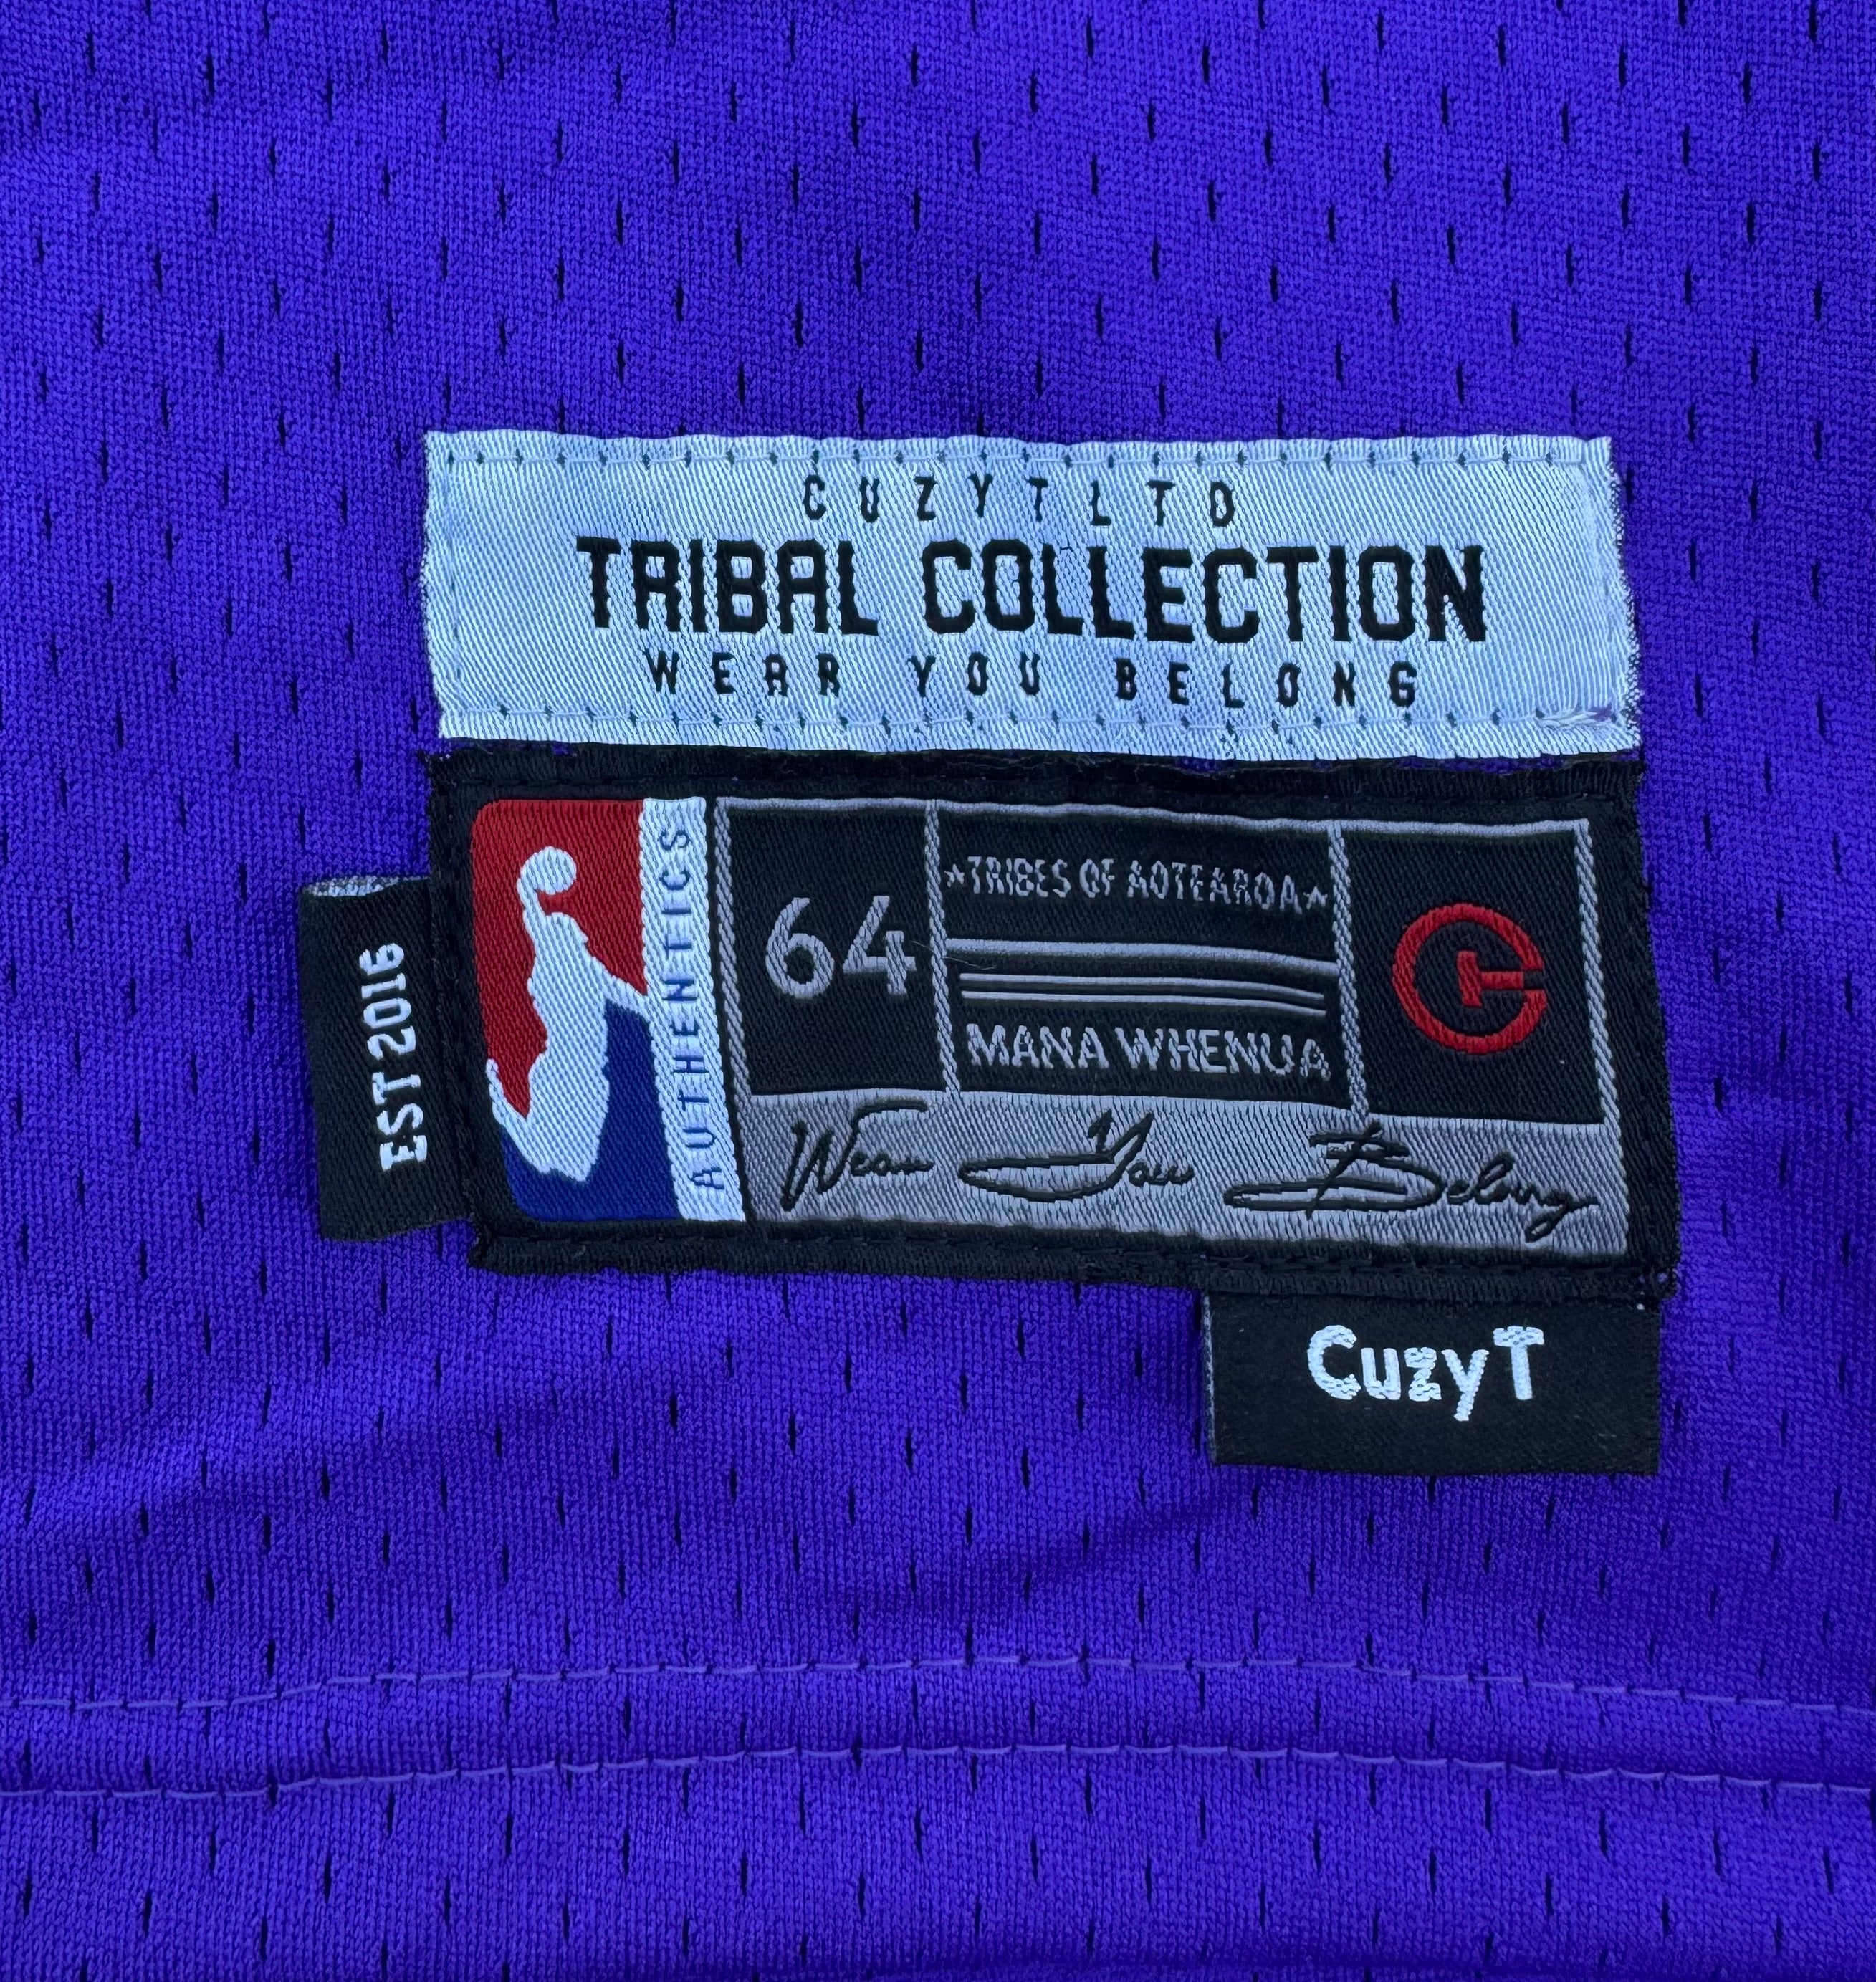 CUZYTLTD
TRIBAL COLLECTION
WEAR YOU BELONG
EST 2016
AUTHENTICS
64
★TRIBES OF AOTEAROA★
MANA WHENUA
CT
Wear You Belong
CuzyT